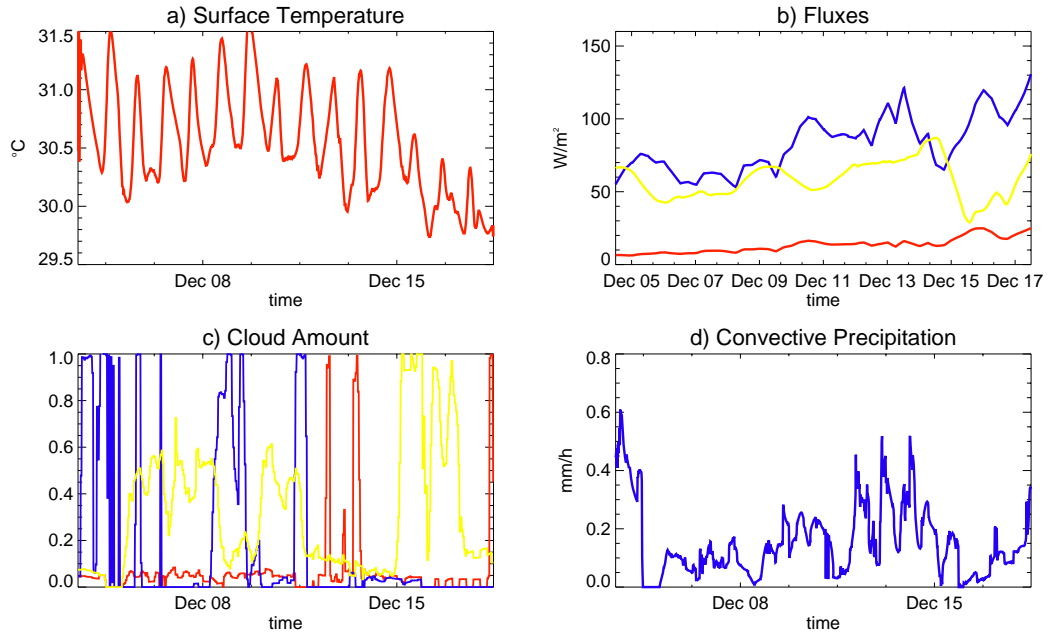 a) Surface Temperature
31.5
31.0
30.5
30.0
29.5
°C
Dec 08
Dec 15
time
b) Fluxes
150
100
50
0
W/m²
Dec 05
Dec 07
Dec 09
Dec 11
Dec 13
Dec 15
Dec 17
time
c) Cloud Amount
1.0
0.8
0.6
0.4
0.2
0.0
Dec 08
Dec 15
time
d) Convective Precipitation
0.8
0.6
0.4
0.2
0.0
mm/h
Dec 08
Dec 15
time